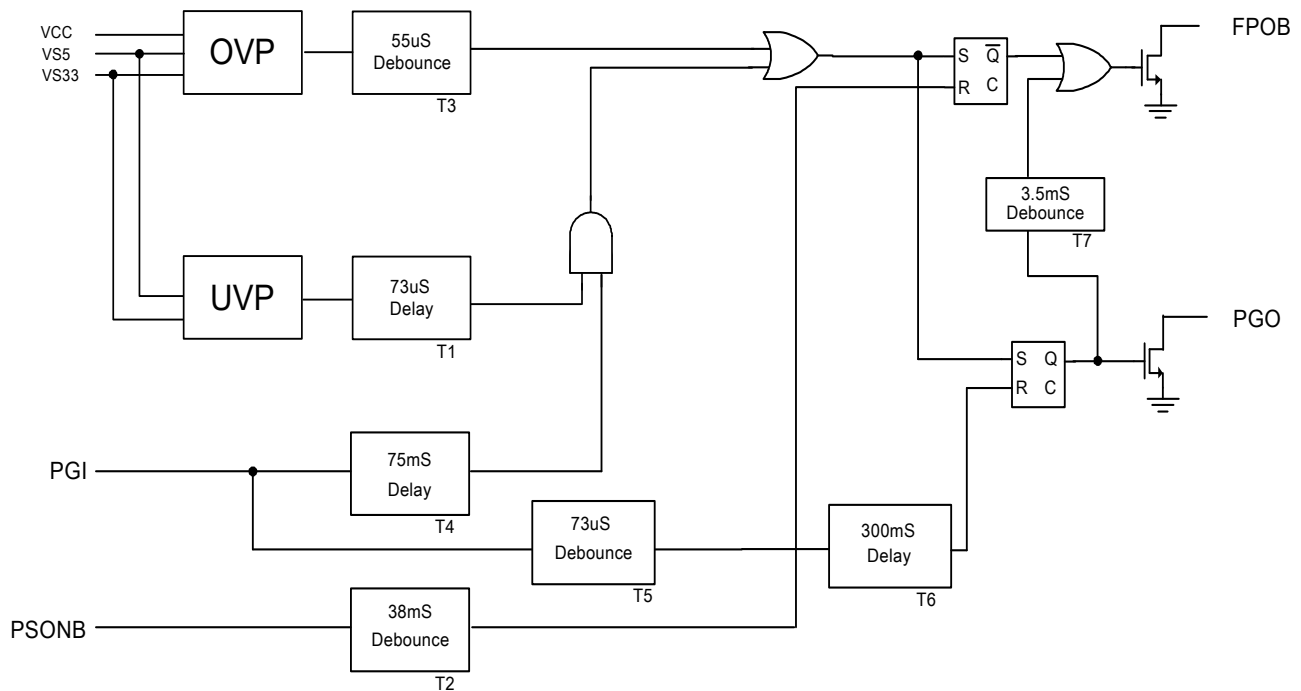 VCC
VS5
VS33
OVP
55uS
Debounce
T3
S Q̅
R C
FPOB
3.5mS
Debounce
T7
UVP
73uS
Delay
T1
S Q
R C
PGO
PGI
75mS
Delay
T4
73uS
Debounce
T5
300mS
Delay
T6
PSONB
38mS
Debounce
T2